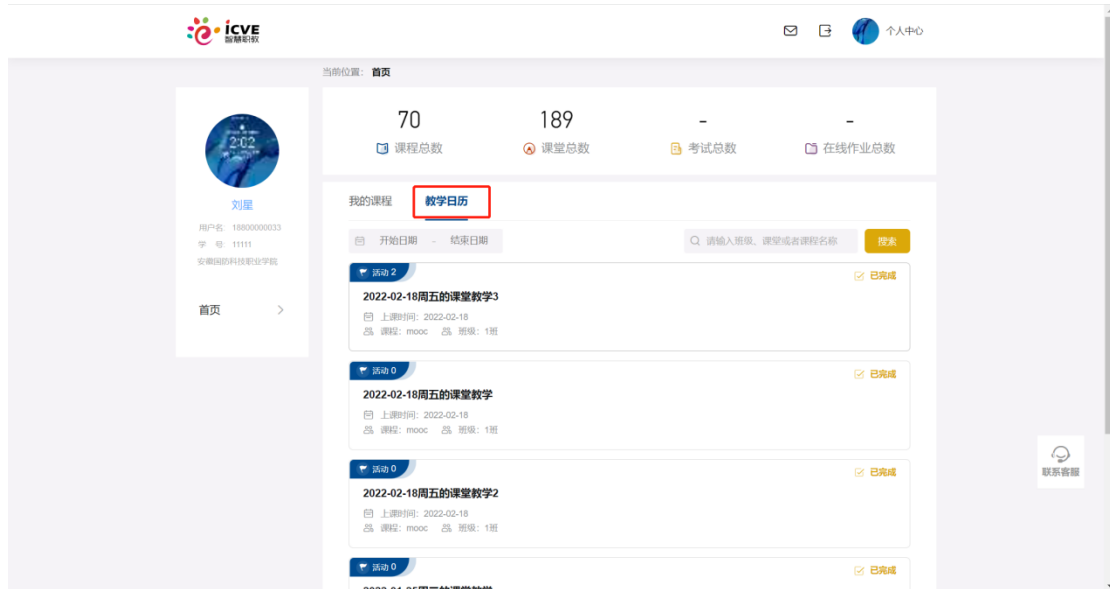 icve
智慧职教
个人中心
当前位置: 首页
2:02
刘星
用户名: 18800000033
学 号: 11111
安徽国防科技职业学院
首页
70 189 - -
课程总数 课堂总数 考试总数 在线作业总数
我的课程 教学日历
开始日期 - 结束日期 请输入班级、课堂或者课程名称 搜索
活动 2 已完成
2022-02-18周五的课堂教学3
上课时间: 2022-02-18
课程: mooc 班级: 1班
活动 0 已完成
2022-02-18周五的课堂教学
上课时间: 2022-02-18
课程: mooc 班级: 1班
活动 0 已完成
2022-02-18周五的课堂教学2
上课时间: 2022-02-18
课程: mooc 班级: 1班
活动 0 已完成
联系客服